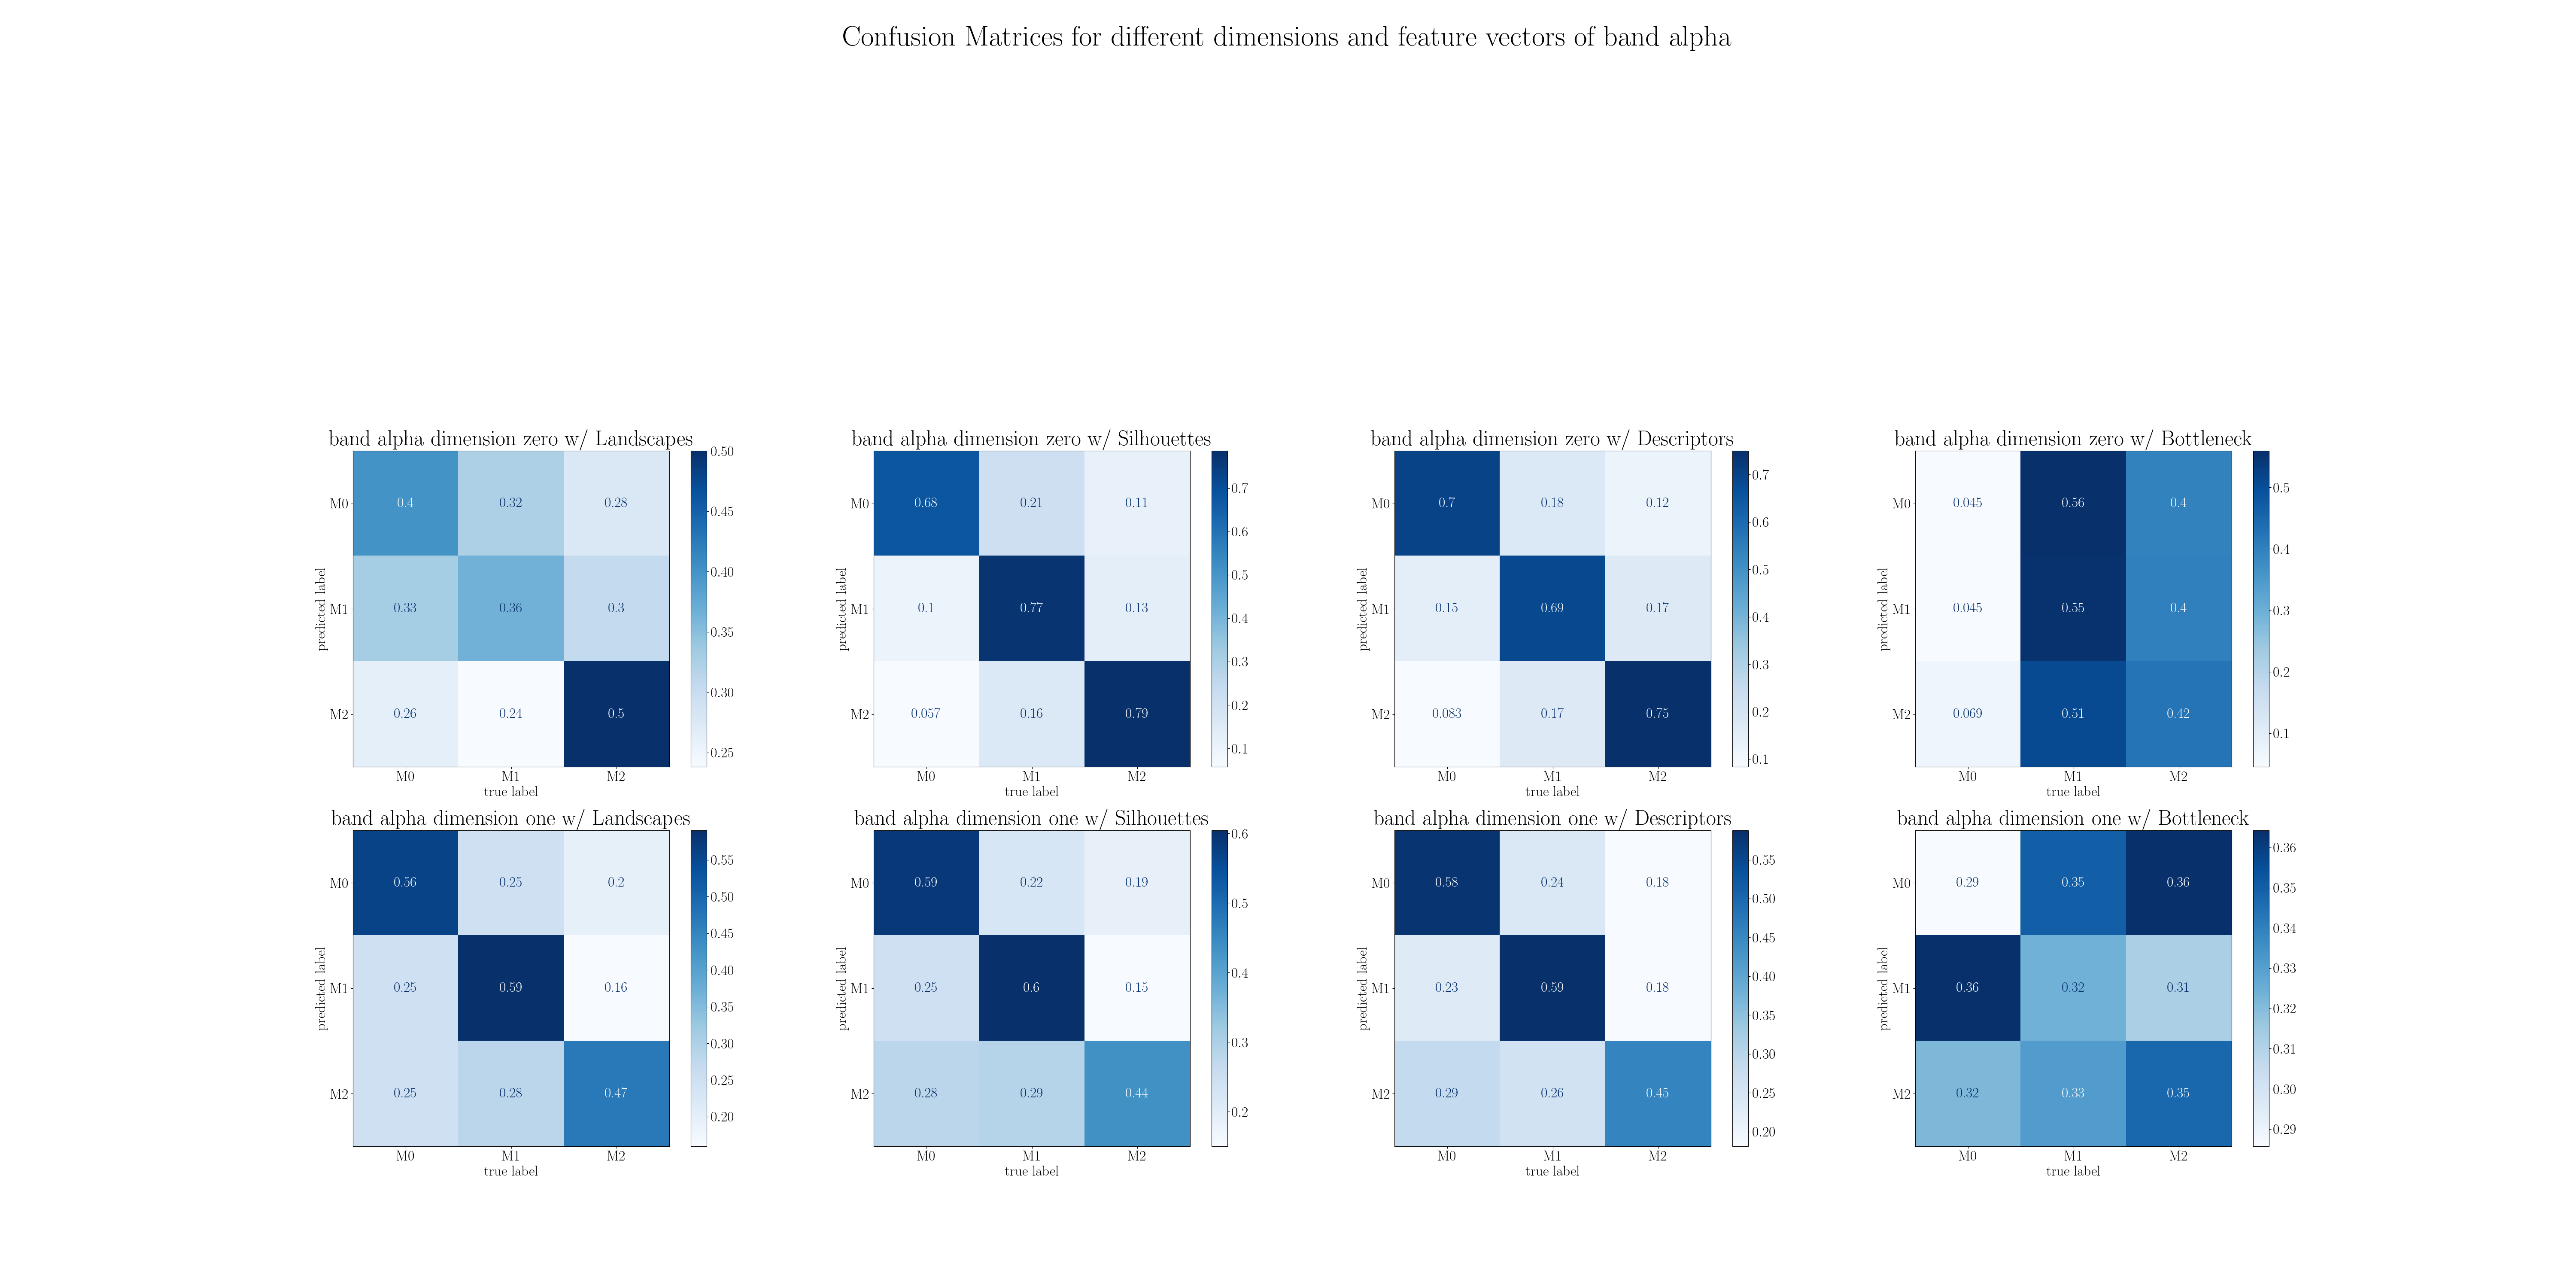 Confusion Matrices for different dimensions and feature vectors of band alpha
band alpha dimension zero w/ Landscapes
predicted label
M0
M1
M2
0.4 0.32 0.28
0.33 0.36 0.3
0.26 0.24 0.5
M0 M1 M2
true label
0.50
0.45
0.40
0.35
0.30
0.25
band alpha dimension zero w/ Silhouettes
predicted label
M0
M1
M2
0.68 0.21 0.11
0.1 0.77 0.13
0.057 0.16 0.79
M0 M1 M2
true label
0.7
0.6
0.5
0.4
0.3
0.2
0.1
band alpha dimension zero w/ Descriptors
predicted label
M0
M1
M2
0.7 0.18 0.12
0.15 0.69 0.17
0.083 0.17 0.75
M0 M1 M2
true label
0.7
0.6
0.5
0.4
0.3
0.2
0.1
band alpha dimension zero w/ Bottleneck
predicted label
M0
M1
M2
0.045 0.56 0.4
0.045 0.55 0.4
0.069 0.51 0.42
M0 M1 M2
true label
0.5
0.4
0.3
0.2
0.1
band alpha dimension one w/ Landscapes
predicted label
M0
M1
M2
0.56 0.25 0.2
0.25 0.59 0.16
0.25 0.28 0.47
M0 M1 M2
true label
0.55
0.50
0.45
0.40
0.35
0.30
0.25
0.20
band alpha dimension one w/ Silhouettes
predicted label
M0
M1
M2
0.59 0.22 0.19
0.25 0.6 0.15
0.28 0.29 0.44
M0 M1 M2
true label
0.6
0.5
0.4
0.3
0.2
band alpha dimension one w/ Descriptors
predicted label
M0
M1
M2
0.58 0.24 0.18
0.23 0.59 0.18
0.29 0.26 0.45
M0 M1 M2
true label
0.55
0.50
0.45
0.40
0.35
0.30
0.25
0.20
band alpha dimension one w/ Bottleneck
predicted label
M0
M1
M2
0.29 0.35 0.36
0.36 0.32 0.31
0.32 0.33 0.35
M0 M1 M2
true label
0.36
0.35
0.34
0.33
0.32
0.31
0.30
0.29